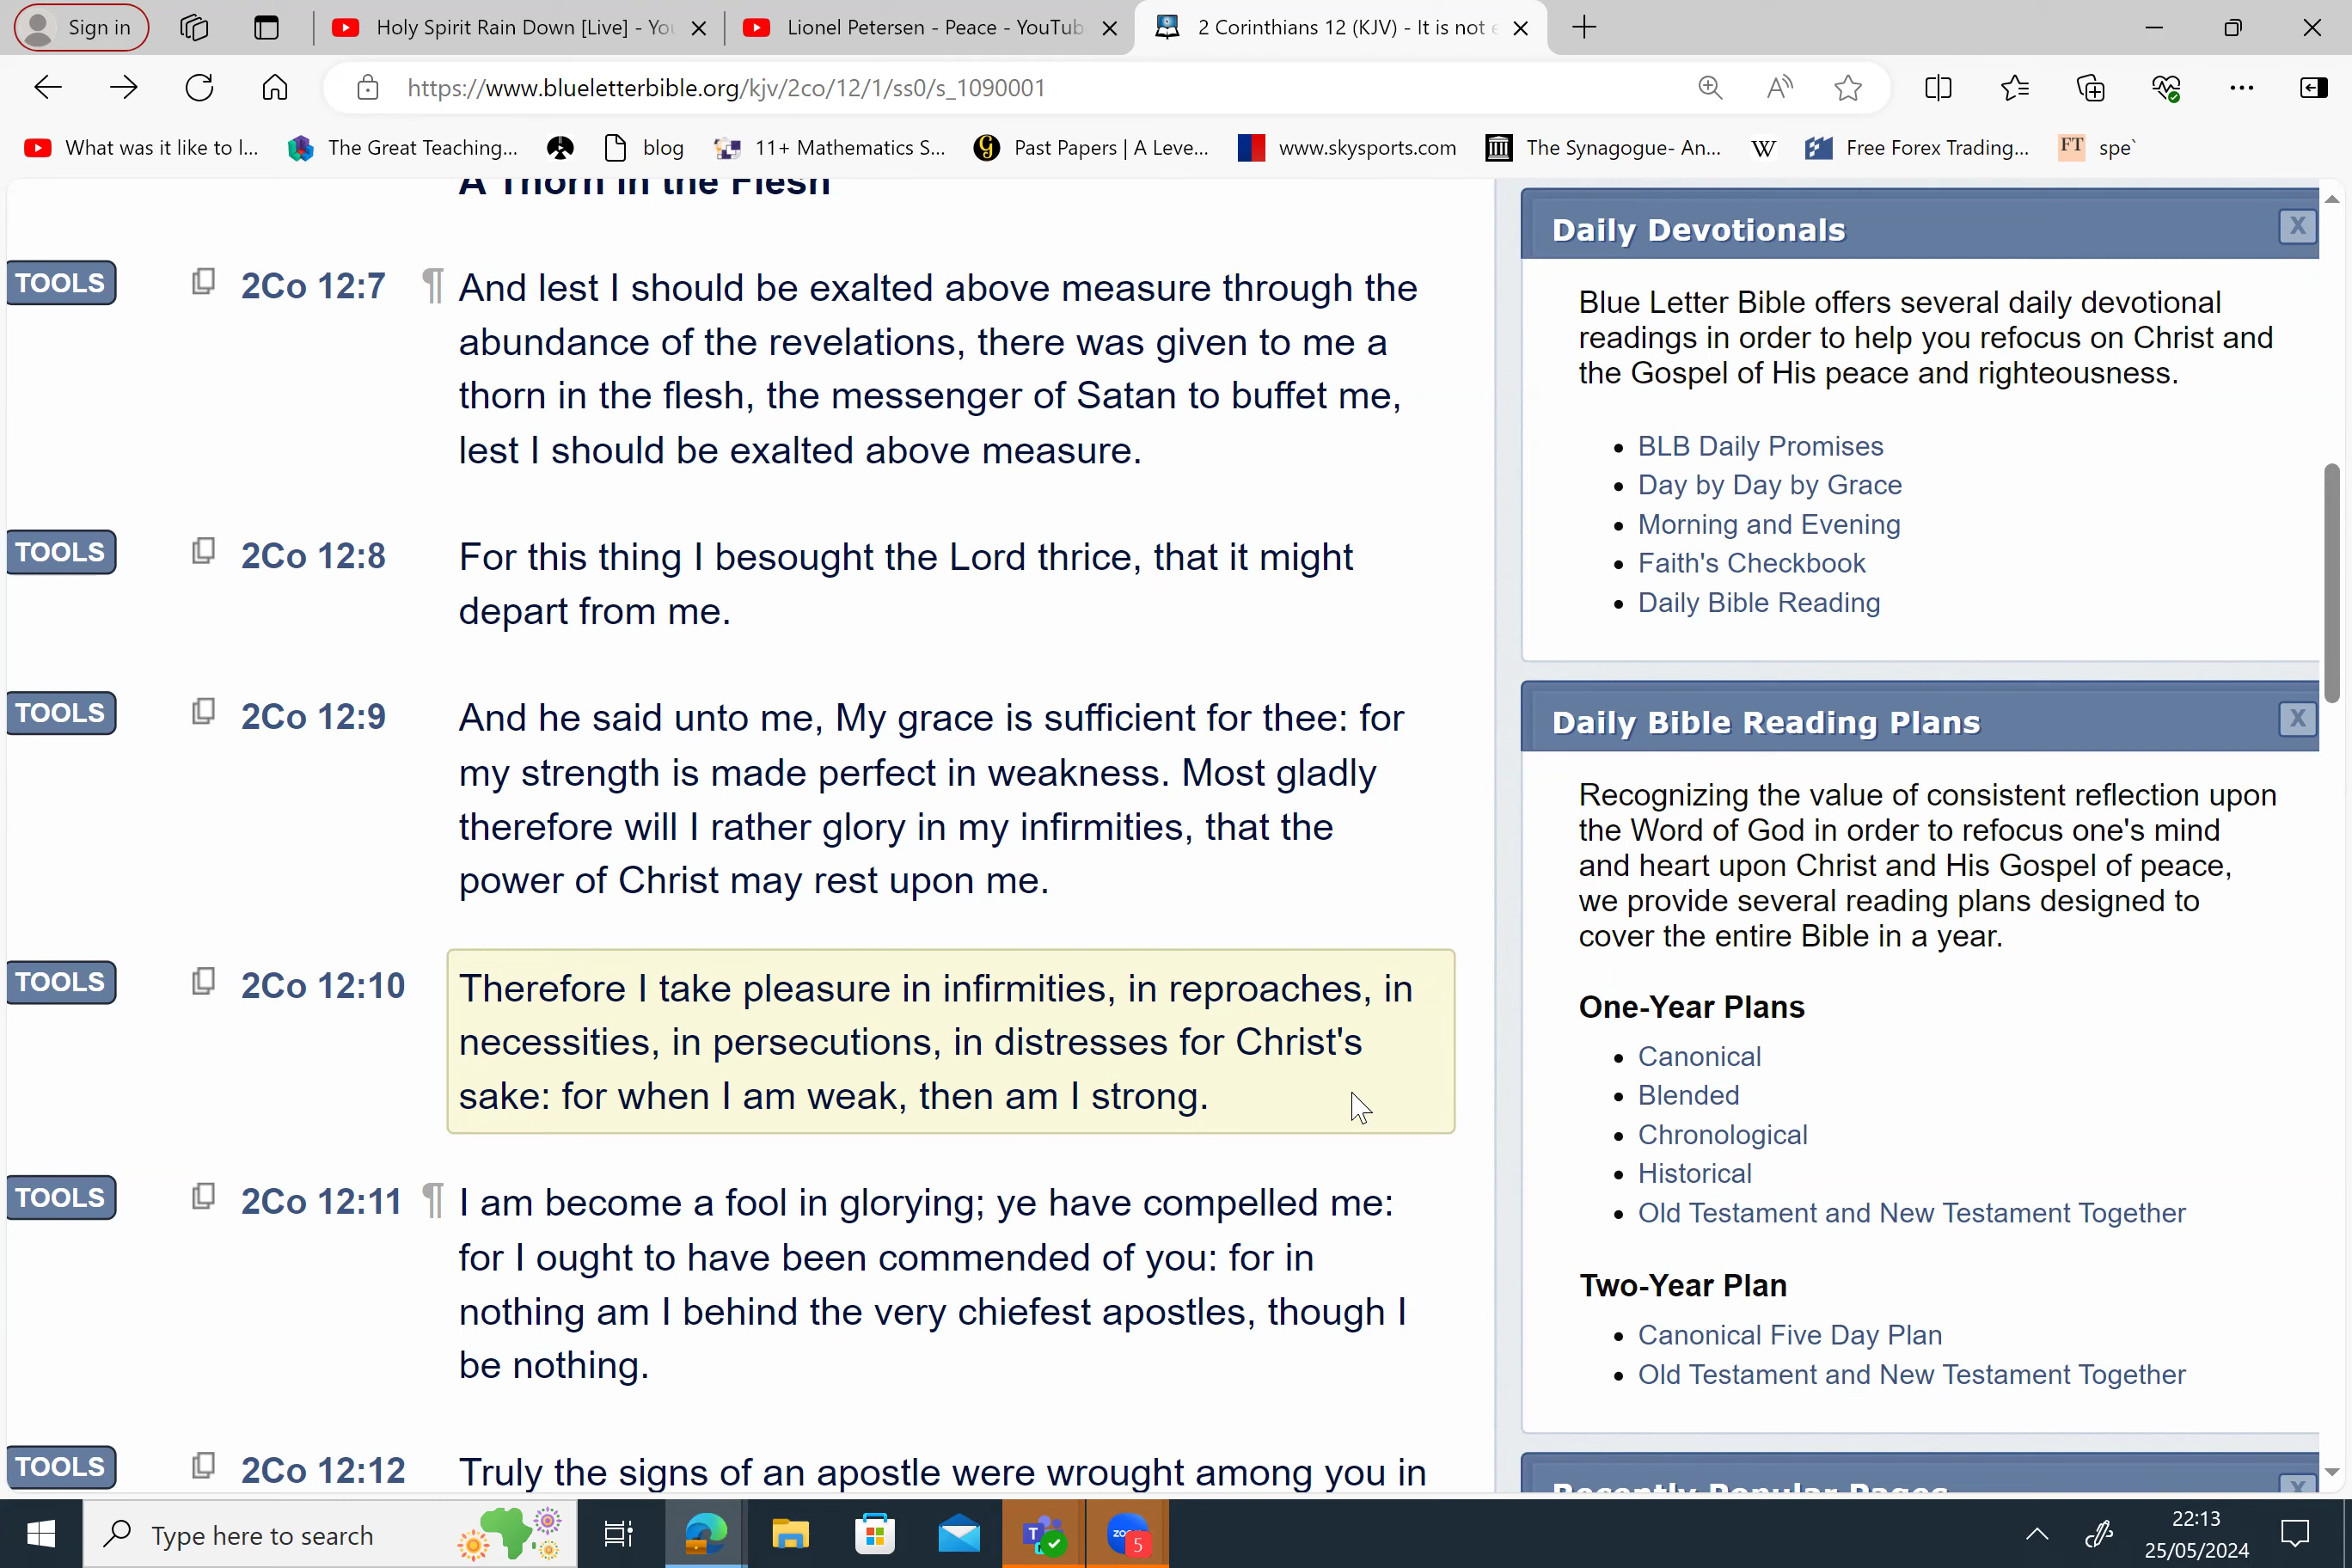 Sign in
Holy Spirit Rain Down [Live] - You
Lionel Petersen - Peace - YouTub
2 Corinthians 12 (KJV) - It is not e
https://www.blueletterbible.org/kjv/2co/12/1/ss0/s_1090001
What was it like to l...
The Great Teaching...
blog
11+ Mathematics S...
Past Papers | A Leve...
www.skysports.com
The Synagogue- An...
W
Free Forex Trading...
FT
spe`
A Thorn in the Flesh
TOOLS
2Co 12:7
¶ And lest I should be exalted above measure through the
abundance of the revelations, there was given to me a
thorn in the flesh, the messenger of Satan to buffet me,
lest I should be exalted above measure.
TOOLS
2Co 12:8
For this thing I besought the Lord thrice, that it might
depart from me.
TOOLS
2Co 12:9
And he said unto me, My grace is sufficient for thee: for
my strength is made perfect in weakness. Most gladly
therefore will I rather glory in my infirmities, that the
power of Christ may rest upon me.
TOOLS
2Co 12:10
Therefore I take pleasure in infirmities, in reproaches, in
necessities, in persecutions, in distresses for Christ's
sake: for when I am weak, then am I strong.
TOOLS
2Co 12:11
¶ I am become a fool in glorying; ye have compelled me:
for I ought to have been commended of you: for in
nothing am I behind the very chiefest apostles, though I
be nothing.
TOOLS
2Co 12:12
Truly the signs of an apostle were wrought among you in
Daily Devotionals
X
Blue Letter Bible offers several daily devotional
readings in order to help you refocus on Christ and
the Gospel of His peace and righteousness.
• BLB Daily Promises
• Day by Day by Grace
• Morning and Evening
• Faith's Checkbook
• Daily Bible Reading
Daily Bible Reading Plans
X
Recognizing the value of consistent reflection upon
the Word of God in order to refocus one's mind
and heart upon Christ and His Gospel of peace,
we provide several reading plans designed to
cover the entire Bible in a year.
One-Year Plans
• Canonical
• Blended
• Chronological
• Historical
• Old Testament and New Testament Together
Two-Year Plan
• Canonical Five Day Plan
• Old Testament and New Testament Together
Recently Popular Pages
X
Type here to search
T
zoom
5
22:13
25/05/2024